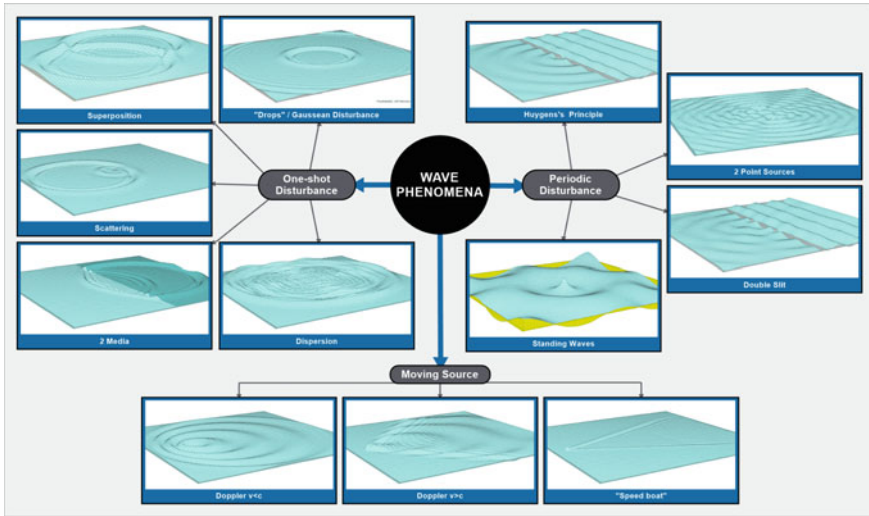 Superposition
"Drops" / Gaussean Disturbance
Huygens's Principle
2 Point Sources
One-shot
Disturbance
WAVE
PHENOMENA
Periodic
Disturbance
Scattering
Double Slit
2 Media
Dispersion
Standing Waves
Moving Source
Doppler v<c
Doppler v>c
"Speed boat"